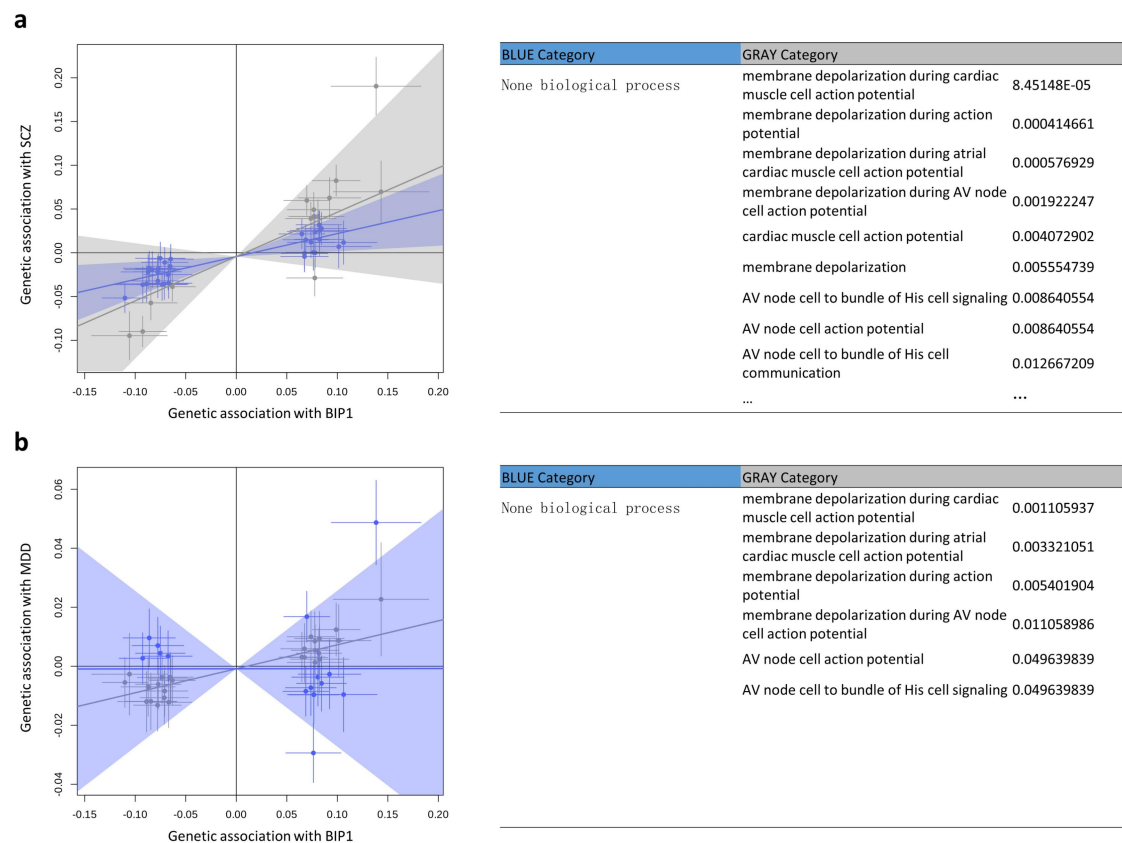 a
Genetic association with SCZ
0.20
0.15
0.10
0.05
0.00
-0.05
-0.10
-0.15 -0.10 -0.05 0.00 0.05 0.10 0.15 0.20
Genetic association with BIP1
BLUE Category GRAY Category
None biological process
membrane depolarization during cardiac
muscle cell action potential
8.45148E-05
membrane depolarization during action
potential
0.000414661
membrane depolarization during atrial
cardiac muscle cell action potential
0.000576929
membrane depolarization during AV node
cell action potential
0.001922247
cardiac muscle cell action potential 0.004072902
membrane depolarization 0.005554739
AV node cell to bundle of His cell signaling 0.008640554
AV node cell action potential 0.008640554
AV node cell to bundle of His cell
communication
0.012667209
... ...
b
Genetic association with MDD
0.06
0.04
0.02
0.00
-0.02
-0.04
-0.15 -0.10 -0.05 0.00 0.05 0.10 0.15 0.20
Genetic association with BIP1
BLUE Category GRAY Category
None biological process
membrane depolarization during cardiac
muscle cell action potential
0.001105937
membrane depolarization during atrial
cardiac muscle cell action potential
0.003321051
membrane depolarization during action
potential
0.005401904
membrane depolarization during AV node
cell action potential
0.011058986
AV node cell action potential 0.049639839
AV node cell to bundle of His cell signaling 0.049639839